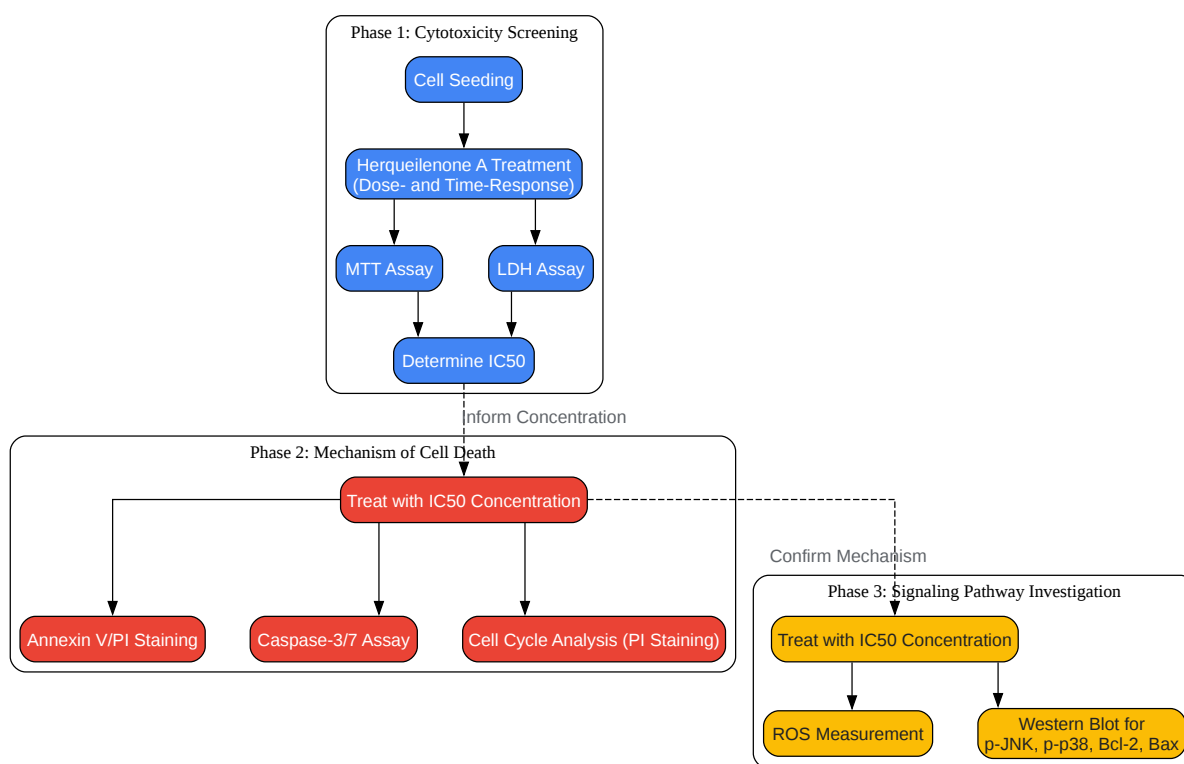 Phase 1: Cytotoxicity Screening
Cell Seeding
Herqueilenone A Treatment
(Dose- and Time-Response)
MTT Assay
LDH Assay
Determine IC50
Inform Concentration
Phase 2: Mechanism of Cell Death
Treat with IC50 Concentration
Annexin V/PI Staining
Caspase-3/7 Assay
Cell Cycle Analysis (PI Staining)
Confirm Mechanism
Phase 3: Signaling Pathway Investigation
Treat with IC50 Concentration
ROS Measurement
Western Blot for
p-JNK, p-p38, Bcl-2, Bax